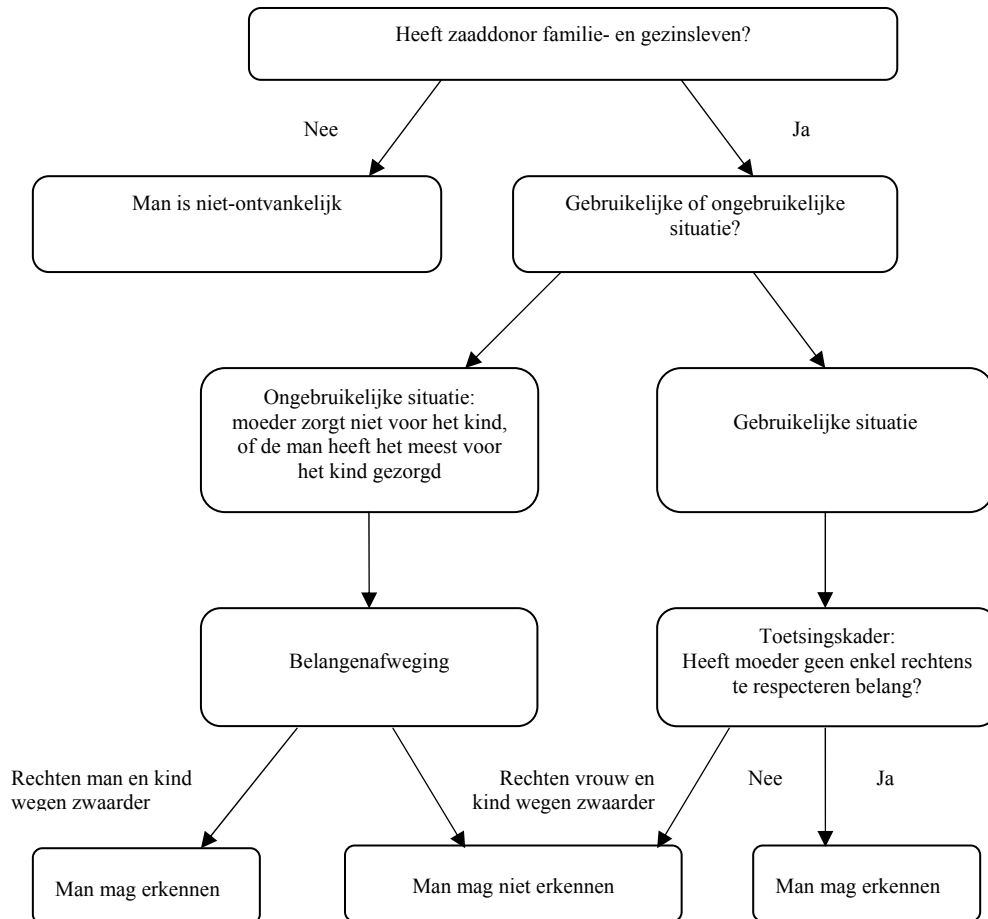 Heeft zaaddonor familie- en gezinsleven?
Nee
Ja
Man is niet-ontvankelijk
Gebruikelijke of ongebruikelijke
situatie?
Ongebruikelijke situatie:
moeder zorgt niet voor het kind,
of de man heeft het meest voor
het kind gezorgd
Gebruikelijke situatie
Belangenafweging
Toetsingskader:
Heeft moeder geen enkel rechtens
te respecteren belang?
Rechten man en kind
wegen zwaarder
Rechten vrouw en
kind wegen zwaarder
Nee
Ja
Man mag erkennen
Man mag niet erkennen
Man mag erkennen